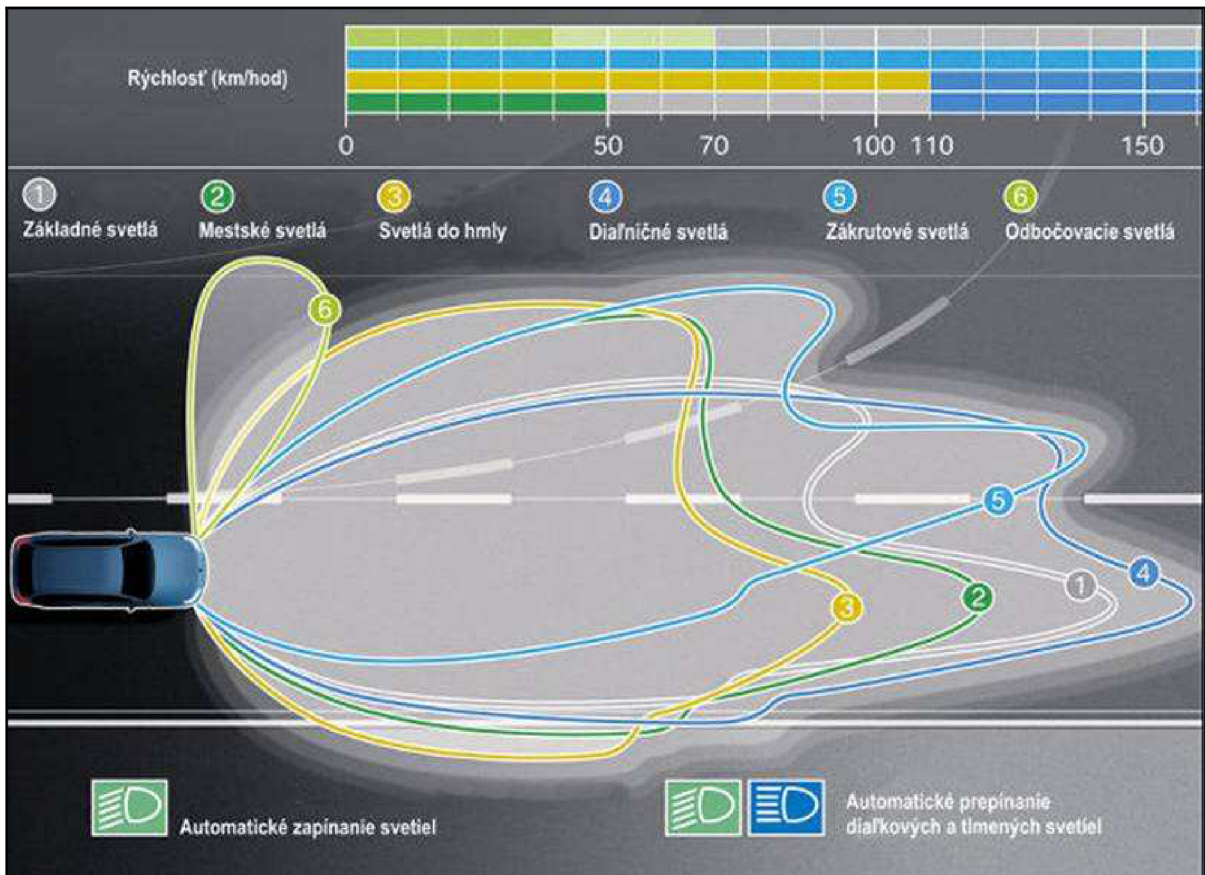 Rýchlosť (km/hod)
0 50 70 100 110 150
1 2 3 4 5 6
Základné svetlá Mestské svetlá Svetlá do hmly Diaľničné svetlá Zákrutové svetlá Odbočovacie svetlá
6
5
4
1
2
3
Automatické zapínanie svetiel
Automatické prepínanie
diaľkových a tlmených svetiel